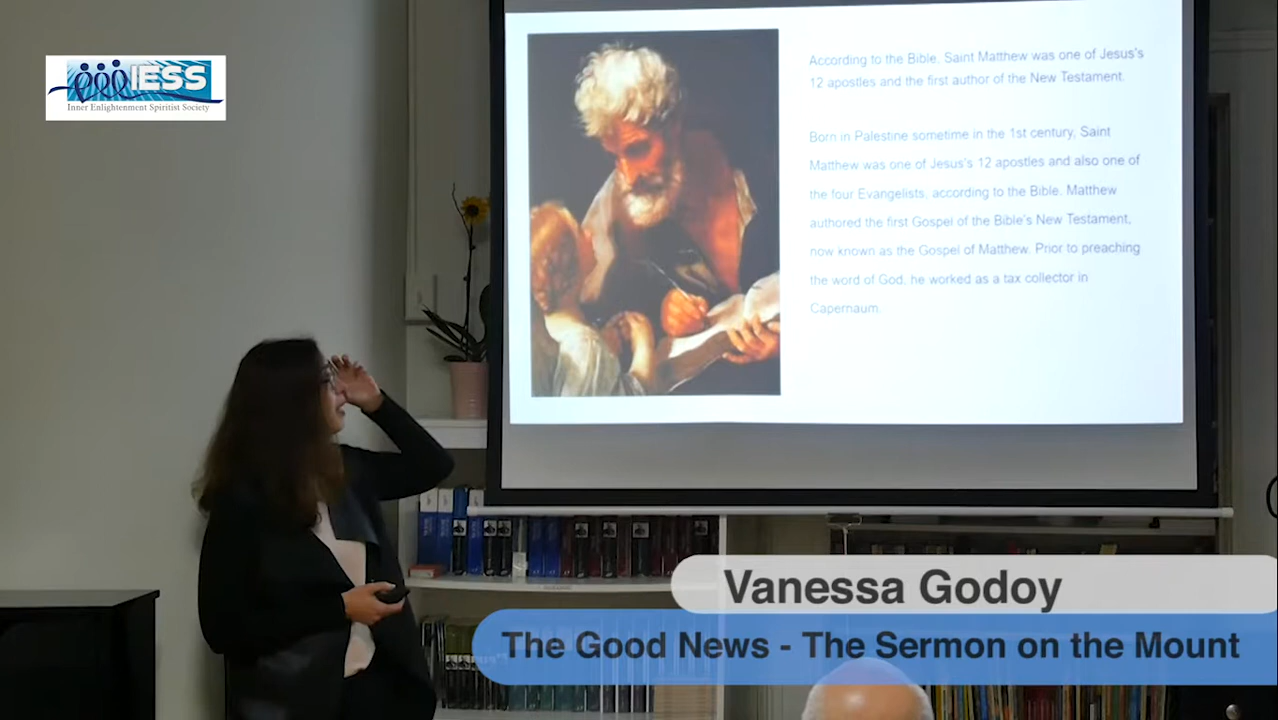 IESS
Inner Enlightenment Spiritist Society
According to the Bible, Saint Matthew was one of Jesus's
12 apostles and the first author of the New Testament.
Born in Palestine sometime in the 1st century, Saint
Matthew was one of Jesus's 12 apostles and also one of
the four Evangelists, according to the Bible. Matthew
authored the first Gospel of the Bible's New Testament,
now known as the Gospel of Matthew. Prior to preaching
the word of God, he worked as a tax collector in
Capernaum.
Vanessa Godoy
The Good News - The Sermon on the Mount